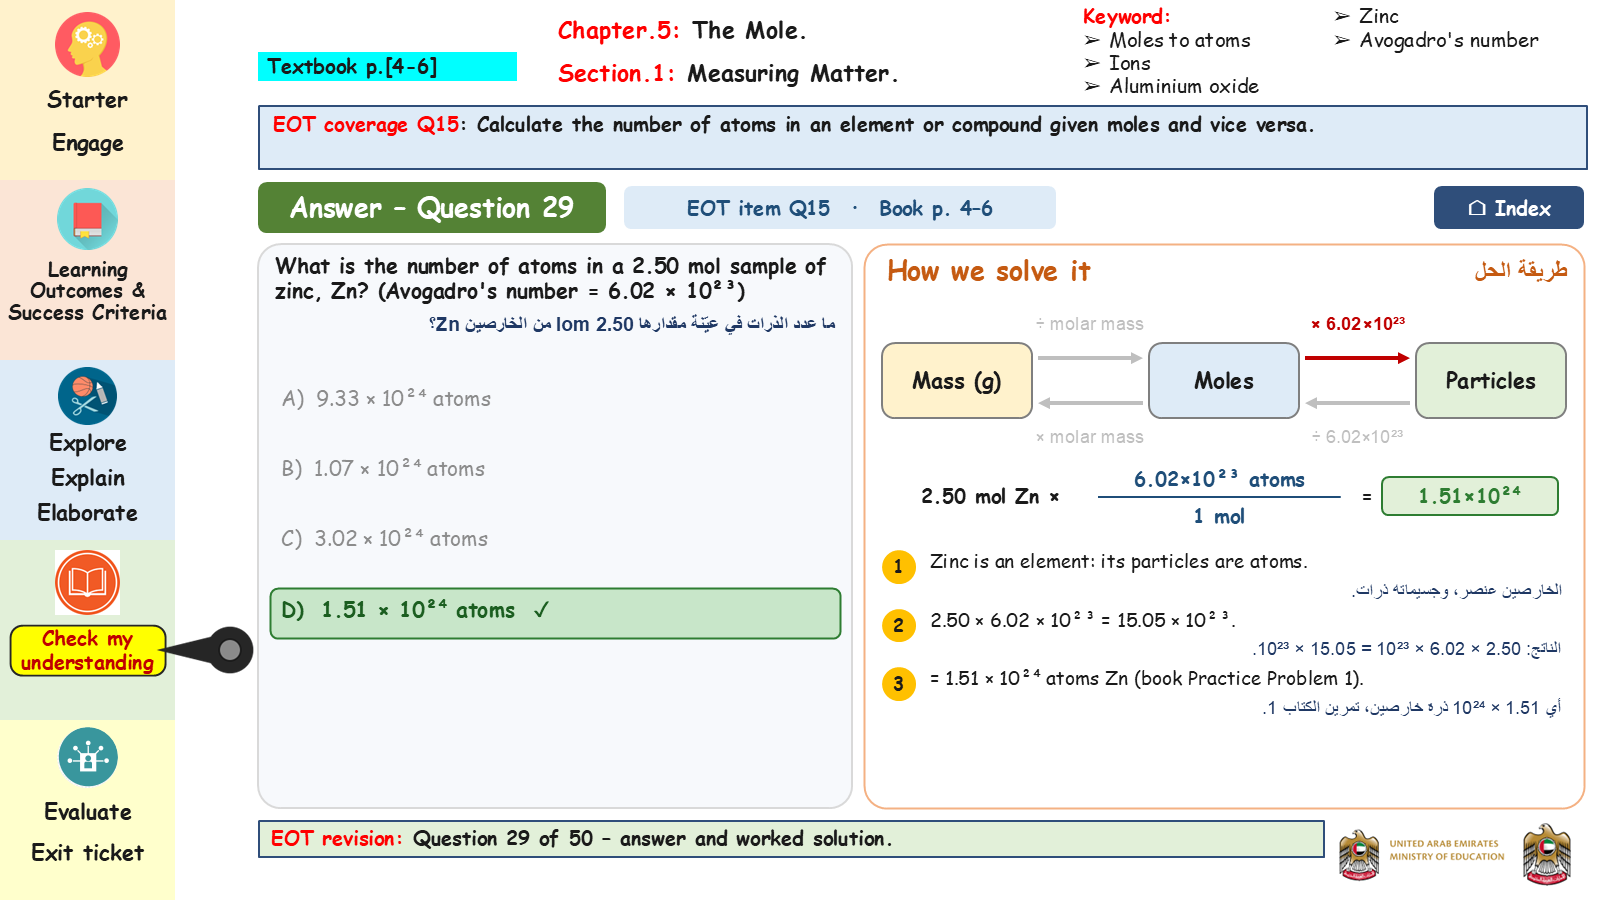 Starter
Engage
Learning
Outcomes &
Success Criteria
Explore
Explain
Elaborate
Check my
understanding
Evaluate
Exit ticket
Textbook p.[4-6]
Chapter.5: The Mole.
Section.1: Measuring Matter.
Keyword:
➢ Moles to atoms
➢ Ions
➢ Aluminium oxide
➢ Zinc
➢ Avogadro's number
EOT coverage Q15: Calculate the number of atoms in an element or compound given moles and vice versa.
Answer – Question 29
EOT item Q15 · Book p. 4–6
⌂ Index
What is the number of atoms in a 2.50 mol sample of
zinc, Zn? (Avogadro's number = 6.02 × 10²³)
ما عدد الذرات في عيّنة مقدارها 2.50 lom من الخارصين Zn؟
A) 9.33 × 10²⁴ atoms
B) 1.07 × 10²⁴ atoms
C) 3.02 × 10²⁴ atoms
D) 1.51 × 10²⁴ atoms ✓
How we solve it
طريقة الحل
÷ molar mass
× 6.02×10²³
Mass (g)
Moles
Particles
× molar mass
÷ 6.02×10²³
6.02×10²³ atoms
2.50 mol Zn ×
= 1.51×10²⁴
1 mol
1 Zinc is an element: its particles are atoms.
الخارصين عنصر، وجسيماته ذرات.
2 2.50 × 6.02 × 10²³ = 15.05 × 10²³.
الناتج: 2.50 × 6.02 × 10²³ = 15.05 × 10²³.
3 = 1.51 × 10²⁴ atoms Zn (book Practice Problem 1).
أي 1.51 × 10²⁴ ذرة خارصين، تمرين الكتاب 1.
EOT revision: Question 29 of 50 – answer and worked solution.
UNITED ARAB EMIRATES
MINISTRY OF EDUCATION